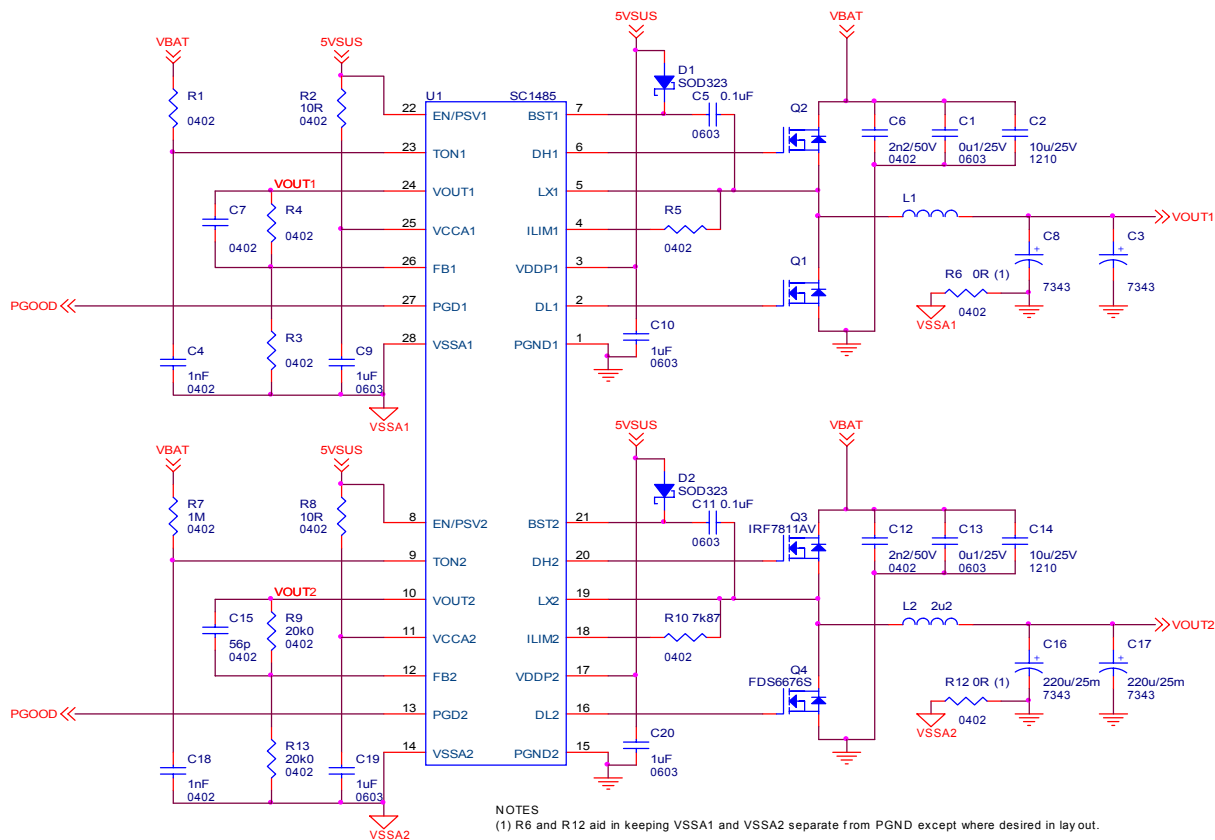 VBAT
5VSUS
5VSUS
VBAT
R1
0402
R2
10R
0402
U1
SC1485
D1
SOD323
C5 0.1uF
0603
Q2
C6
2n2/50V
0402
C1
0u1/25V
0603
C2
10u/25V
1210
22
EN/PSV1
BST1
7
23
TON1
DH1
6
VOUT1
24
VOUT1
LX1
5
C7
0402
R4
0402
25
VCCA1
ILIM1
4
R5
0402
L1
VOUT1
26
FB1
VDDP1
3
C8
7343
C3
7343
PGOOD
27
PGD1
DL1
2
Q1
R6 0R (1)
0402
VSSA1
R3
0402
28
VSSA1
PGND1
1
C4
1nF
0402
C9
1uF
0603
C10
1uF
0603
VSSA1
VBAT
5VSUS
5VSUS
VBAT
R7
1M
0402
R8
10R
0402
D2
SOD323
C11 0.1uF
0603
Q3
IRF7811AV
C12
2n2/50V
0402
C13
0u1/25V
0603
C14
10u/25V
1210
8
EN/PSV2
BST2
21
9
TON2
DH2
20
VOUT2
10
VOUT2
LX2
19
C15
56p
0402
R9
20k0
0402
11
VCCA2
ILIM2
18
R10 7k87
0402
L2 2u2
VOUT2
12
FB2
VDDP2
17
C16
220u/25m
7343
C17
220u/25m
7343
PGOOD
13
PGD2
DL2
16
Q4
FDS6676S
R12 0R (1)
0402
VSSA2
R13
20k0
0402
14
VSSA2
PGND2
15
C18
1nF
0402
C19
1uF
0603
C20
1uF
0603
VSSA2
NOTES
(1) R6 and R12 aid in keeping VSSA1 and VSSA2 separate from PGND except where desired in layout.